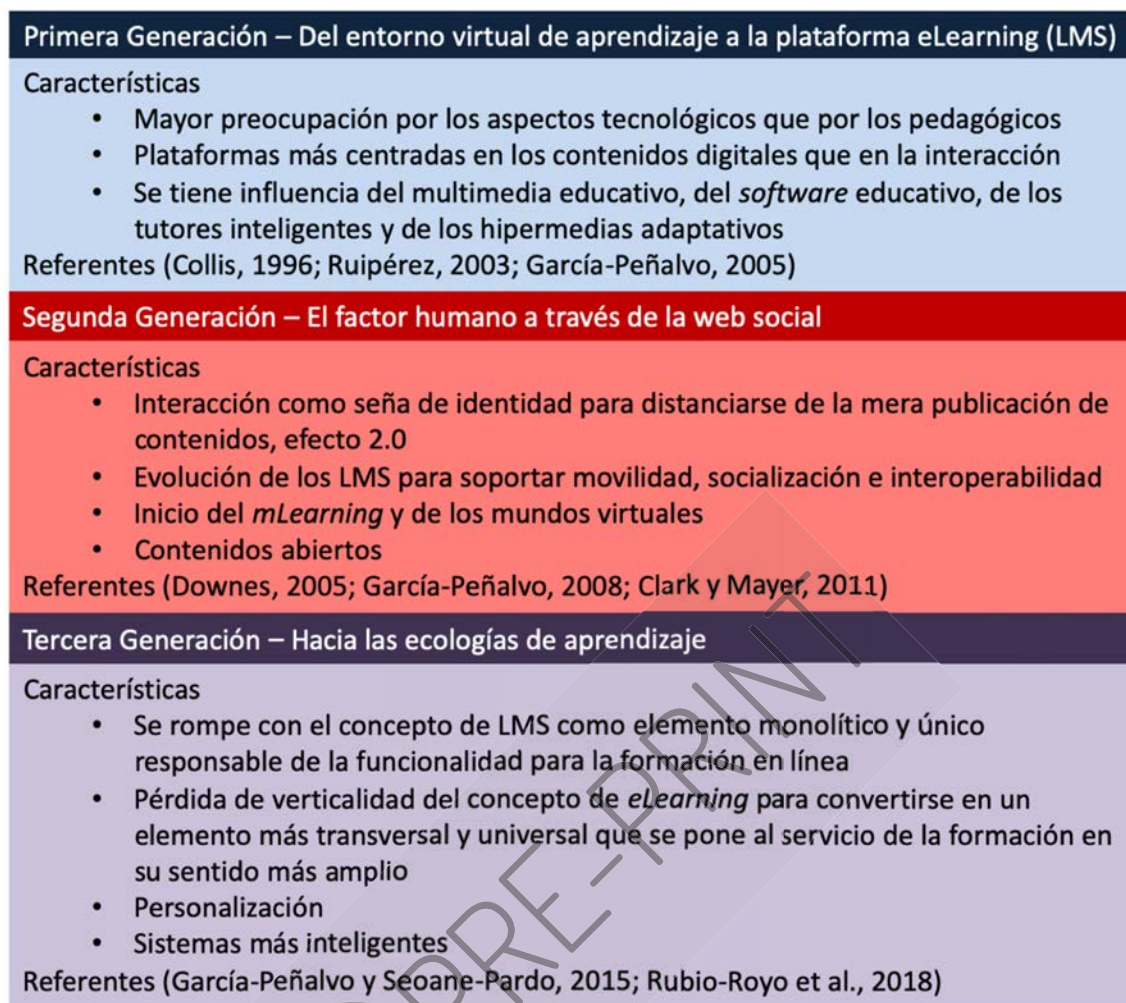 Primera Generación – Del entorno virtual de aprendizaje a la plataforma eLearning (LMS)
Características
• Mayor preocupación por los aspectos tecnológicos que por los pedagógicos
• Plataformas más centradas en los contenidos digitales que en la interacción
• Se tiene influencia del multimedia educativo, del software educativo, de los
tutores inteligentes y de los hipermedias adaptativos
Referentes (Collis, 1996; Ruipérez, 2003; García-Peñalvo, 2005)
Segunda Generación – El factor humano a través de la web social
Características
• Interacción como seña de identidad para distanciarse de la mera publicación de
contenidos, efecto 2.0
• Evolución de los LMS para soportar movilidad, socialización e interoperabilidad
• Inicio del mLearning y de los mundos virtuales
• Contenidos abiertos
Referentes (Downes, 2005; García-Peñalvo, 2008; Clark y Mayer, 2011)
Tercera Generación – Hacia las ecologías de aprendizaje
Características
• Se rompe con el concepto de LMS como elemento monolítico y único
responsable de la funcionalidad para la formación en línea
• Pérdida de verticalidad del concepto de eLearning para convertirse en un
elemento más transversal y universal que se pone al servicio de la formación en
su sentido más amplio
• Personalización
• Sistemas más inteligentes
Referentes (García-Peñalvo y Seoane-Pardo, 2015; Rubio-Royo et al., 2018)
PRE-PRINT